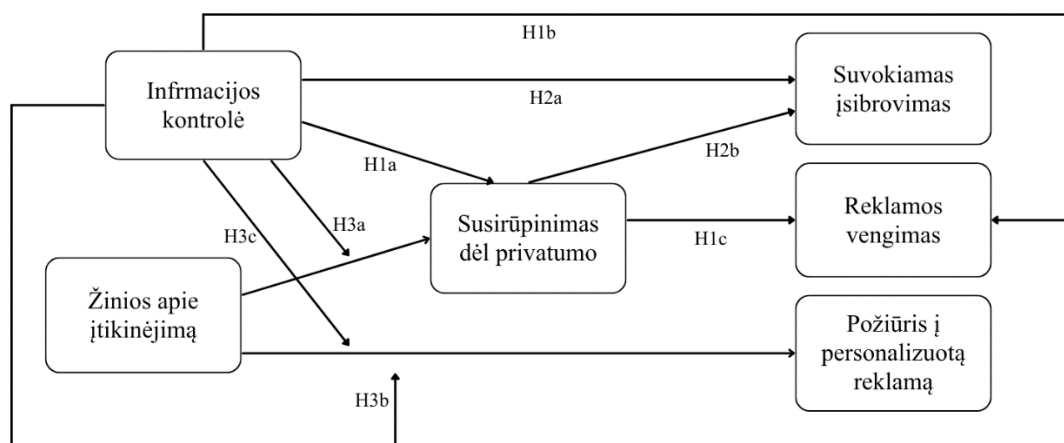 H1b
Infrmacijos
kontrolė
H2a
Suvokiamas
įsibrovimas
H1a
H2b
H3a
H3c
Susirūpinimas
dėl privatumo
H1c
Reklamos
vengimas
Žinios apie
įtikinėjimą
Požiūris į
personalizuotą
reklamą
H3b